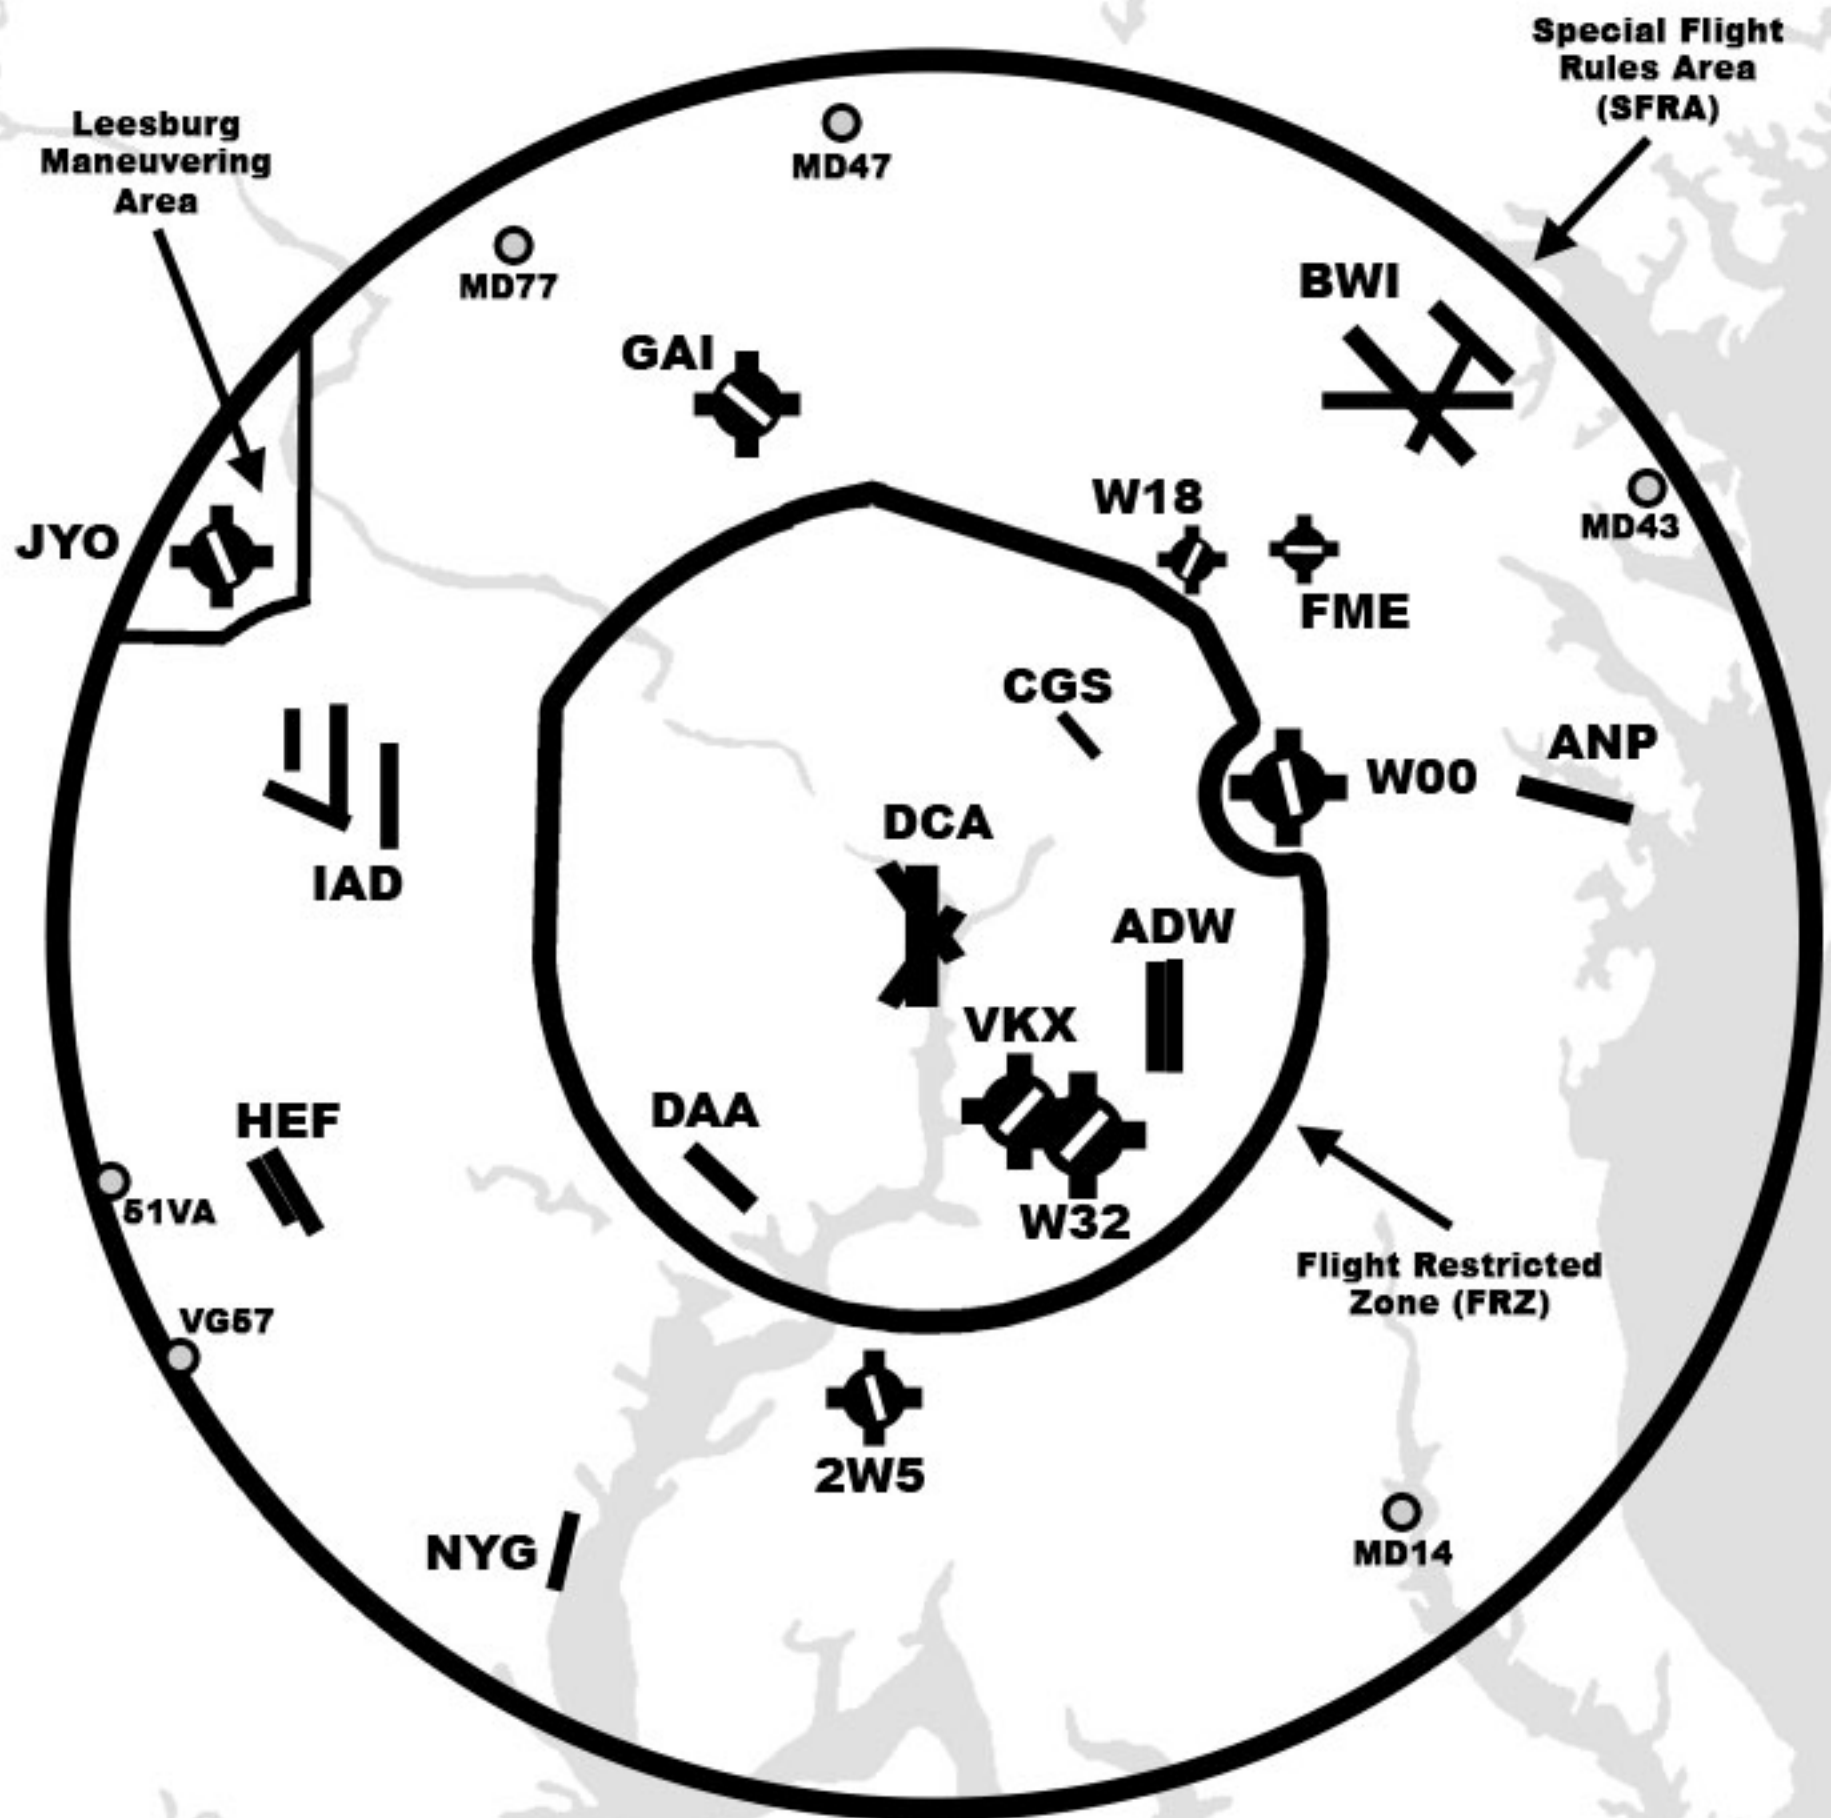 Special Flight
Rules Area
(SFRA)
Leesburg
Maneuvering
Area
MD47
MD77
BWI
GAI
W18
MD43
JYO
FME
CGS
ANP
W00
DCA
IAD
ADW
VKX
HEF
DAA
51VA
W32
Flight Restricted
Zone (FRZ)
VG57
2W5
NYG
MD14